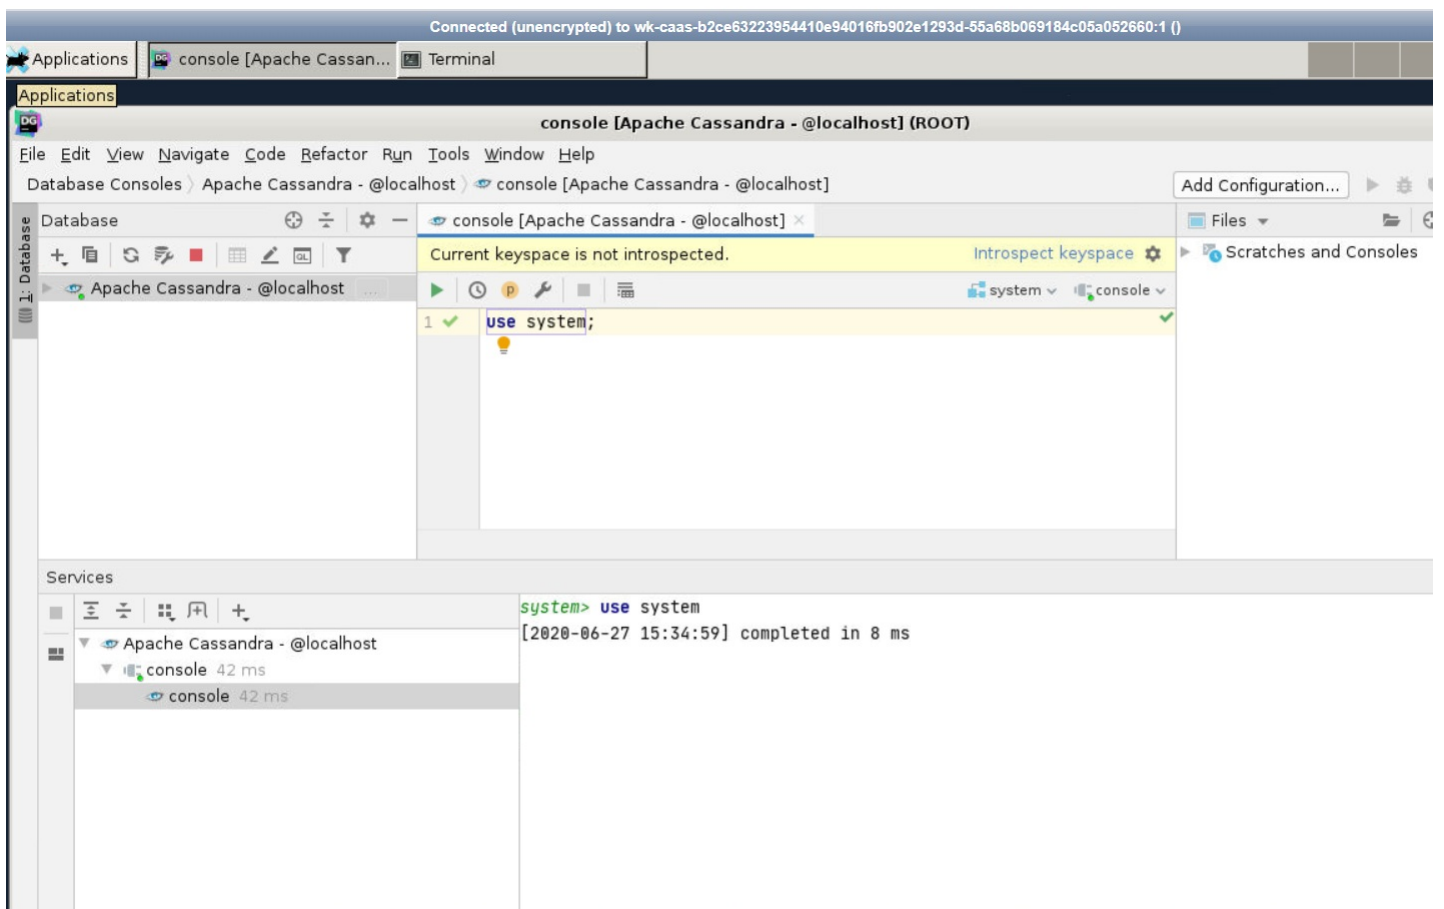 Connected (unencrypted) to wk-caas-b2ce63223954410e94016fb902e1293d-55a68b069184c05a052660:1 ()
Applications
DG console [Apache Cassan...
Terminal
Applications
DG
console [Apache Cassandra - @localhost] (ROOT)
File Edit View Navigate Code Refactor Run Tools Window Help
Database Consoles 〉 Apache Cassandra - @localhost 〉 console [Apache Cassandra - @localhost]
Add Configuration...
1: Database
Database
console [Apache Cassandra - @localhost] ×
Files
QL
Current keyspace is not introspected.
Introspect keyspace
Scratches and Consoles
Apache Cassandra - @localhost ...
p
system
console
1 use system;
Services
system> use system
[2020-06-27 15:34:59] completed in 8 ms
Apache Cassandra - @localhost
console 42 ms
console 42 ms